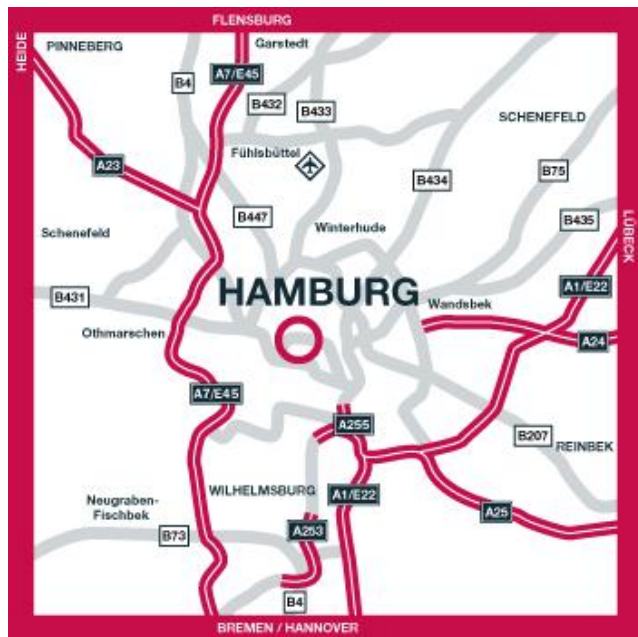 FLENSBURG
HEIDE
PINNEBERG
Garstedt
B4
A7/E45
B432
B433
SCHENEFELD
Fühlsbüttel
A23
B434
B75
B447
Winterhude
B435
Schenefeld
LÜBECK
HAMBURG
A1/E22
B431
Wandsbek
Othmarschen
A24
A7/E45
A255
B207
REINBEK
WILHELMSBURG
A1/E22
Neugraben-
Fischbek
A25
B73
A253
B4
BREMEN / HANNOVER